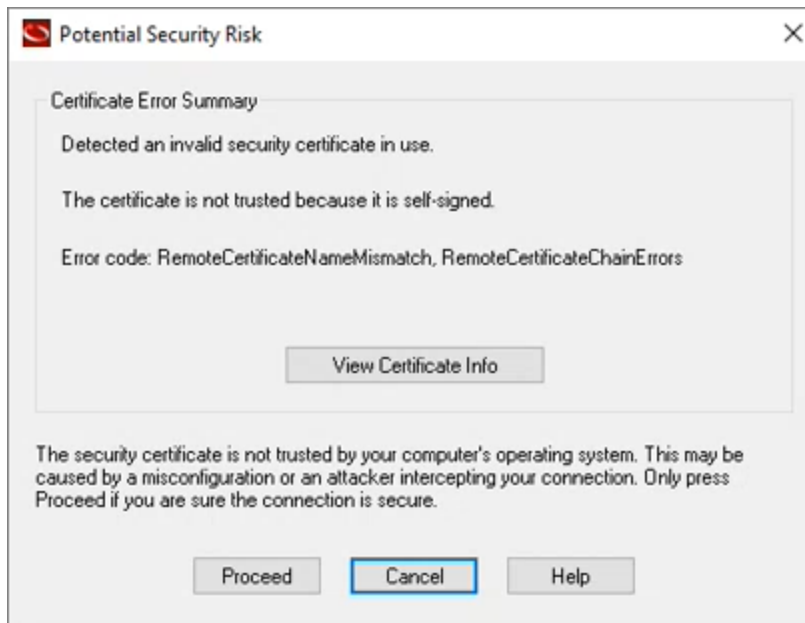 Potential Security Risk
Certificate Error Summary
Detected an invalid security certificate in use.
The certificate is not trusted because it is self-signed.
Error code: RemoteCertificateNameMismatch, RemoteCertificateChainErrors
View Certificate Info
The security certificate is not trusted by your computer's operating system. This may be
caused by a misconfiguration or an attacker intercepting your connection. Only press
Proceed if you are sure the connection is secure.
Proceed Cancel Help